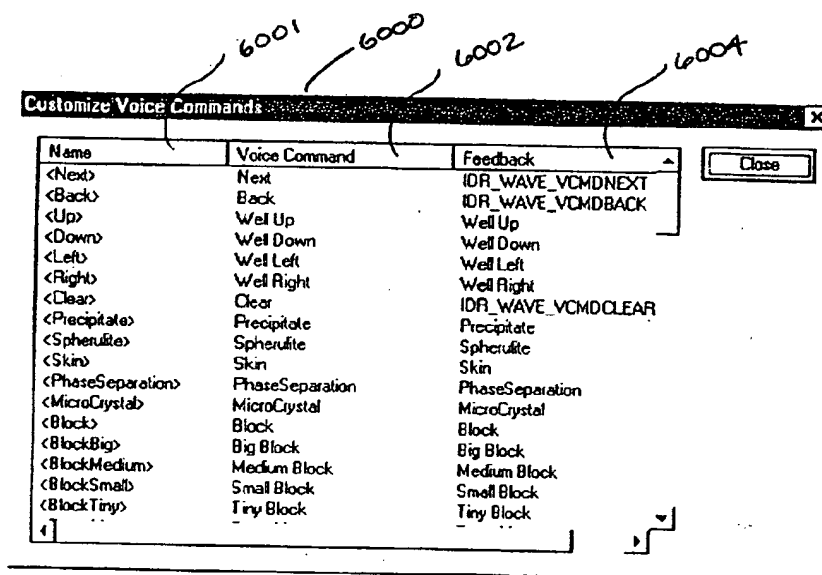 6001 6000 6002 6004
Customize Voice Commands
Name Voice Command Feedback Close
<Next> Next IDR_WAVE_VCMDNEXT
<Back> Back IDR_WAVE_VCMDBACK
<Up> Well Up Well Up
<Down> Well Down Well Down
<Left> Well Left Well Left
<Right> Well Right Well Right
<Clear> Clear IDR_WAVE_VCMDCLEAR
<Precipitate> Precipitate Precipitate
<Spherulite> Spherulite Spherulite
<Skin> Skin Skin
<PhaseSeparation> PhaseSeparation PhaseSeparation
<MicroCrystal> MicroCrystal MicroCrystal
<Block> Block Block
<BlockBig> Big Block Big Block
<BlockMedium> Medium Block Medium Block
<BlockSmall> Small Block Small Block
<BlockTiny> Tiny Block Tiny Block